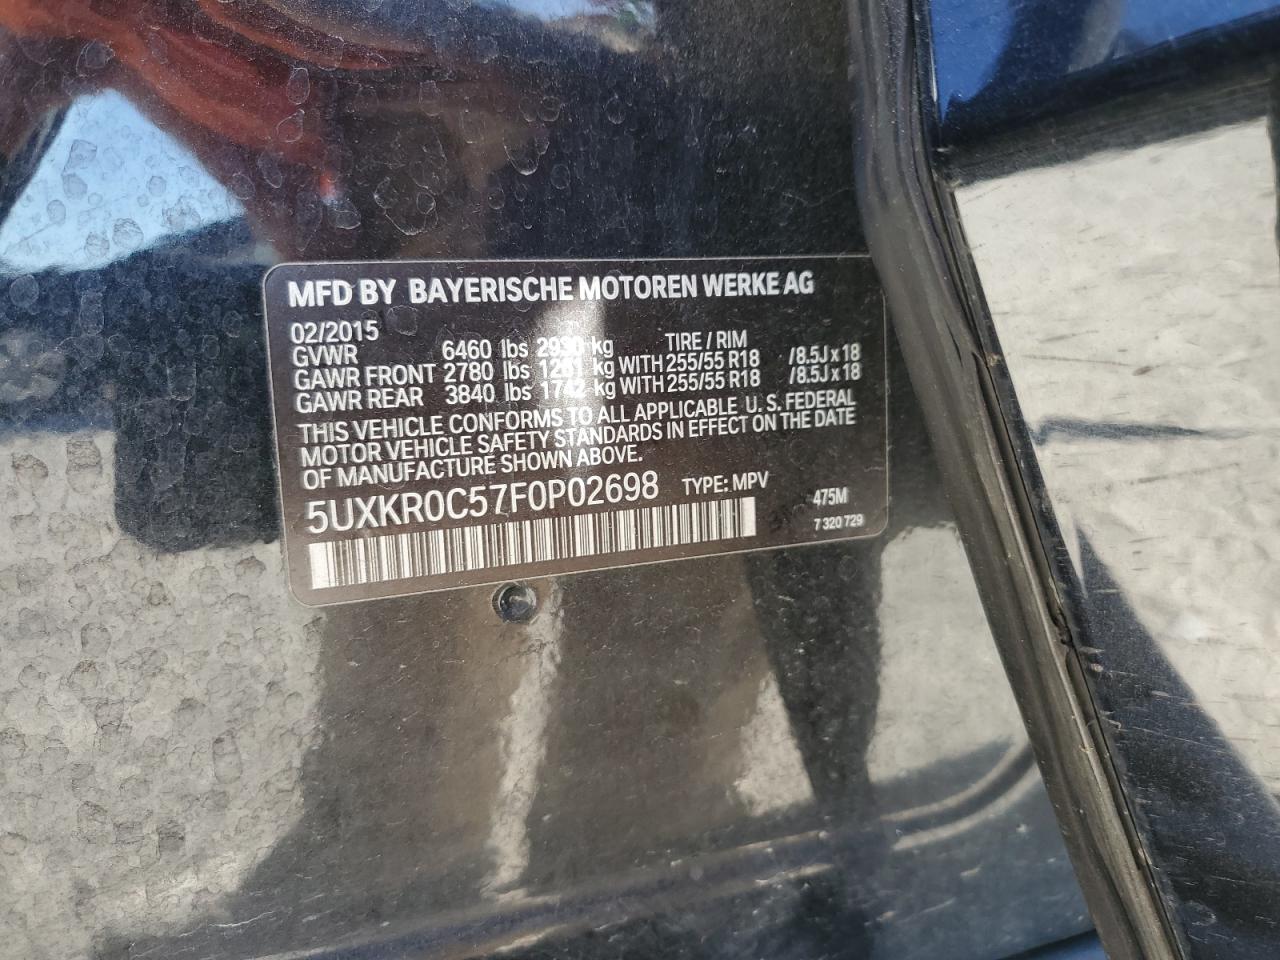 MFD BY BAYERISCHE MOTOREN WERKE AG
02/2015 TIRE / RIM
GVWR 6460 lbs 2930 kg
GAWR FRONT 2780 lbs 1261 kg WITH 255/55 R18 /8.5J x 18
GAWR REAR 3840 lbs 1742 kg WITH 255/55 R18 /8.5J x 18
THIS VEHICLE CONFORMS TO ALL APPLICABLE U.S. FEDERAL
MOTOR VEHICLE SAFETY STANDARDS IN EFFECT ON THE DATE
OF MANUFACTURE SHOWN ABOVE.
5UXKR0C57F0P02698 TYPE: MPV 475M
7 320 729